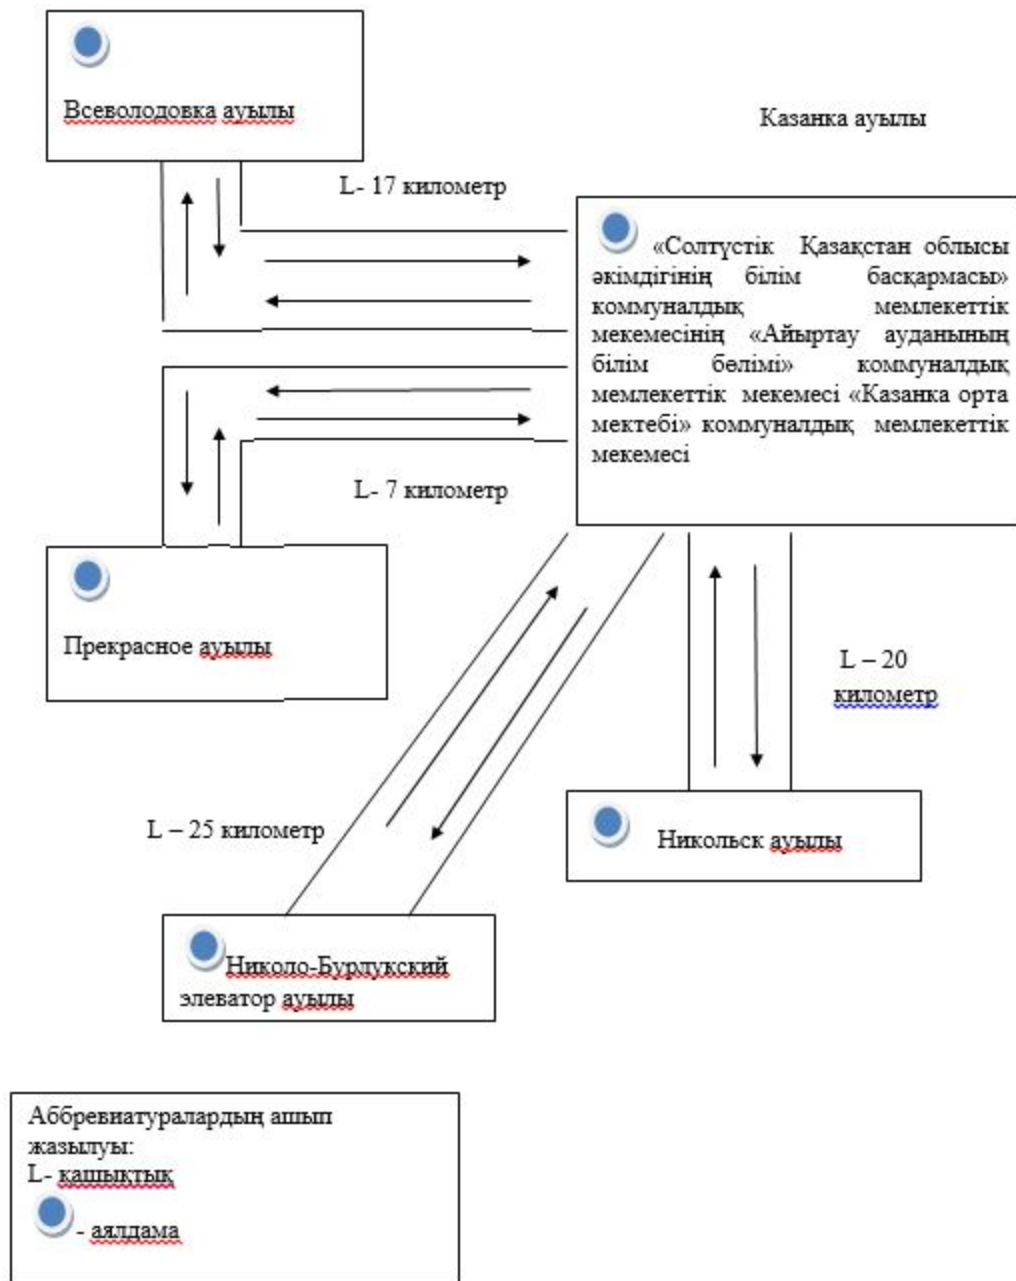 Всеволодовка ауылы
Казанка ауылы
L- 17 километр
«Солтүстік Қазақстан облысы
әкімдігінің білім басқармасы»
коммуналдық мемлекеттік
мекемесінің «Айыртау ауданының
білім бөлімі» коммуналдық
мемлекеттік мекемесі «Казанка орта
мектебі» коммуналдық мемлекеттік
мекемесі
L- 7 километр
Прекрасное ауылы
L – 20
километр
L – 25 километр
Никольск ауылы
Николо-Бурлукский
элеватор ауылы
Аббревиатуралардың ашып
жазылуы:
L- қашықтық
- аялдама